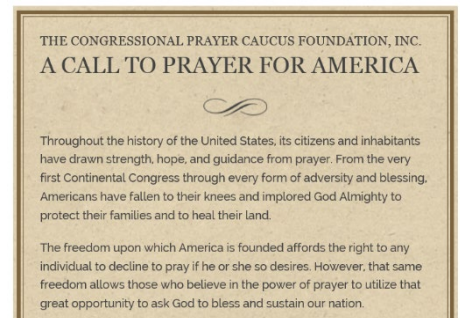 THE CONGRESSIONAL PRAYER CAUCUS FOUNDATION, INC.
A CALL TO PRAYER FOR AMERICA
Throughout the history of the United States, its citizens and inhabitants
have drawn strength, hope, and guidance from prayer. From the very
first Continental Congress through every form of adversity and blessing,
Americans have fallen to their knees and implored God Almighty to
protect their families and to heal their land.
The freedom upon which America is founded affords the right to any
individual to decline to pray if he or she so desires. However, that same
freedom allows those who believe in the power of prayer to utilize that
great opportunity to ask God to bless and sustain our nation.